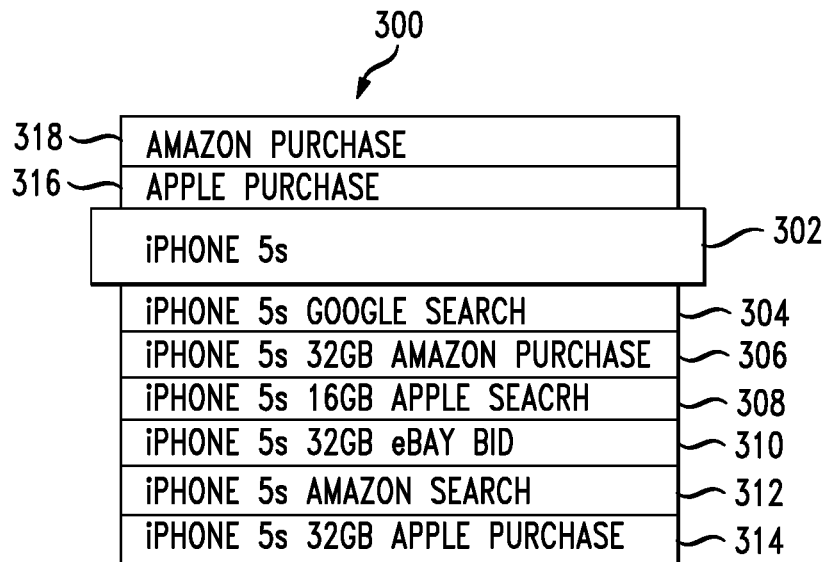 300
318 AMAZON PURCHASE
316 APPLE PURCHASE
iPHONE 5s 302
iPHONE 5s GOOGLE SEARCH 304
iPHONE 5s 32GB AMAZON PURCHASE 306
iPHONE 5s 16GB APPLE SEACRH 308
iPHONE 5s 32GB eBAY BID 310
iPHONE 5s AMAZON SEARCH 312
iPHONE 5s 32GB APPLE PURCHASE 314